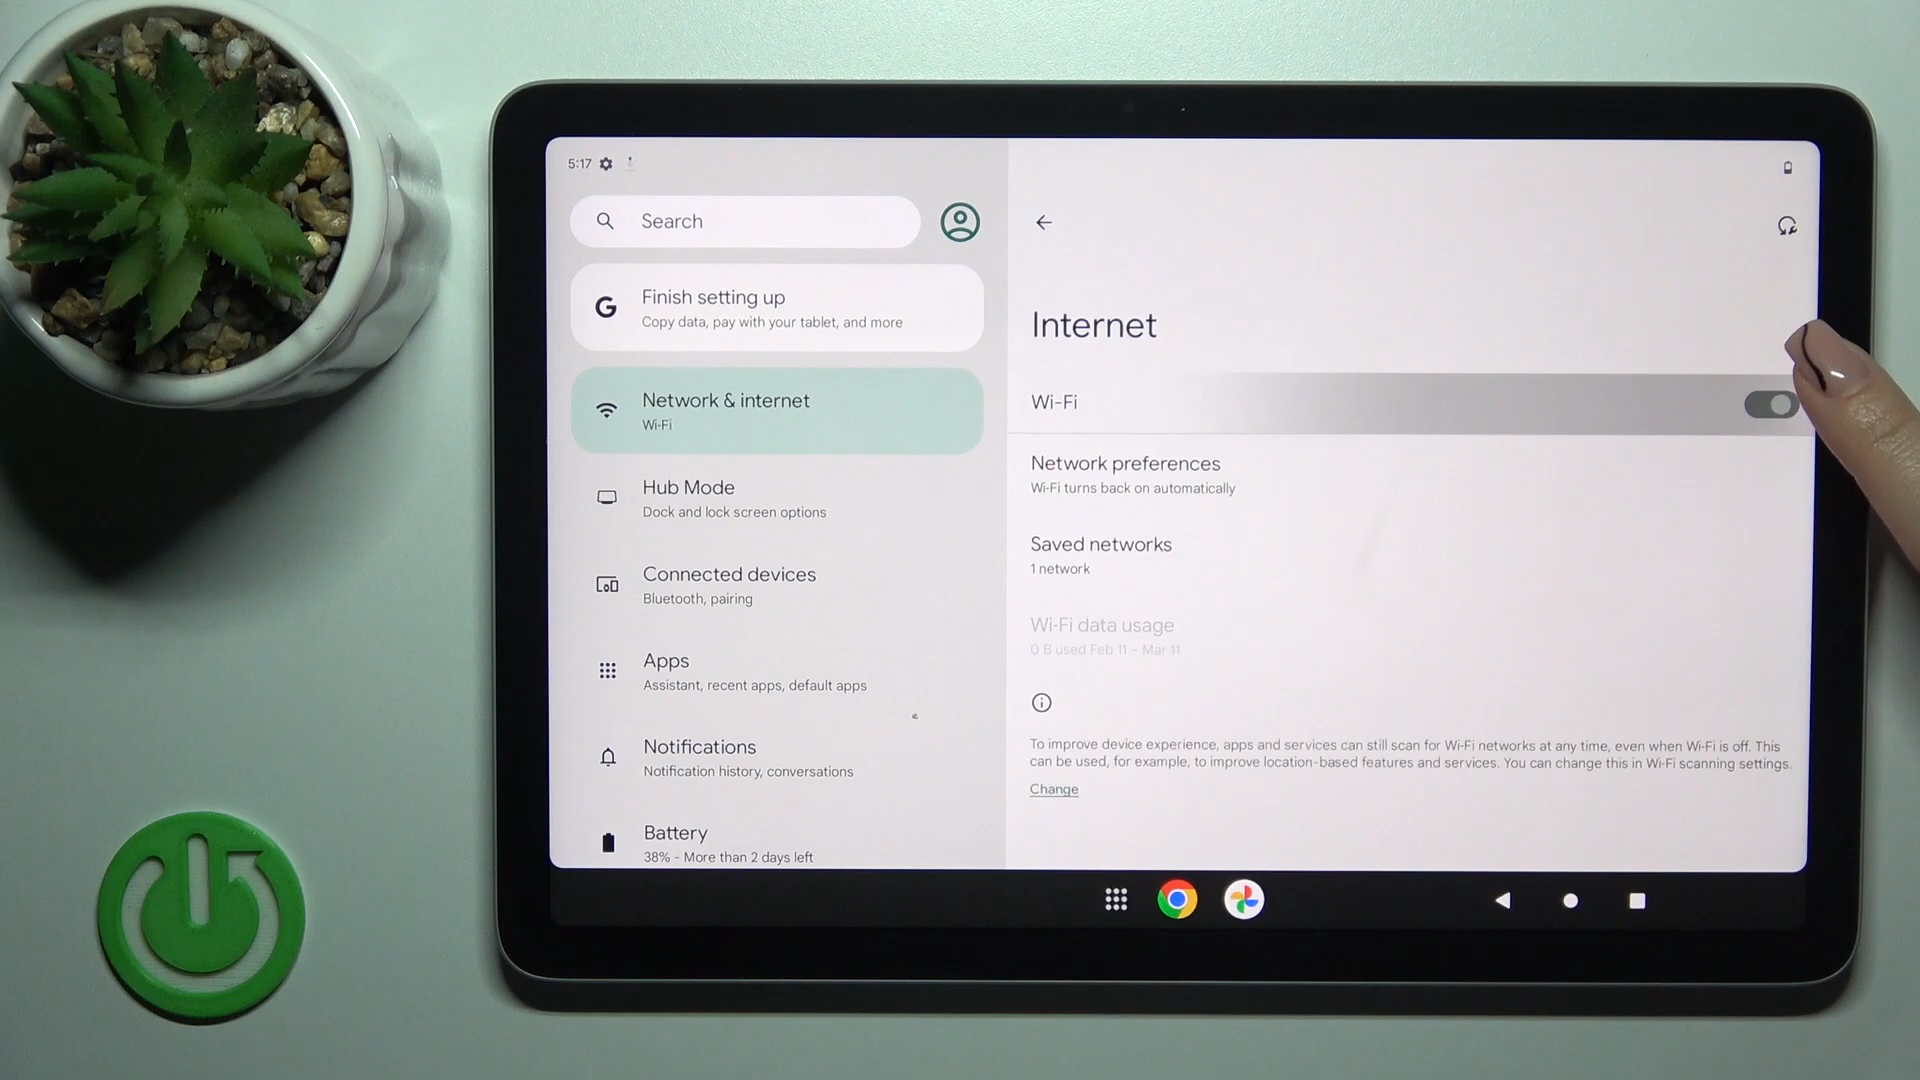 5:17
Search
Finish setting up
Copy data, pay with your tablet, and more
Network & internet
Wi-Fi
Hub Mode
Dock and lock screen options
Connected devices
Bluetooth, pairing
Apps
Assistant, recent apps, default apps
Notifications
Notification history, conversations
Battery
38% - More than 2 days left
Internet
Wi-Fi
Network preferences
Wi-Fi turns back on automatically
Saved networks
1 network
Wi-Fi data usage
0 B used Feb 11 – Mar 11
To improve device experience, apps and services can still scan for Wi-Fi networks at any time, even when Wi-Fi is off. This
can be used, for example, to improve location-based features and services. You can change this in Wi-Fi scanning settings.
Change